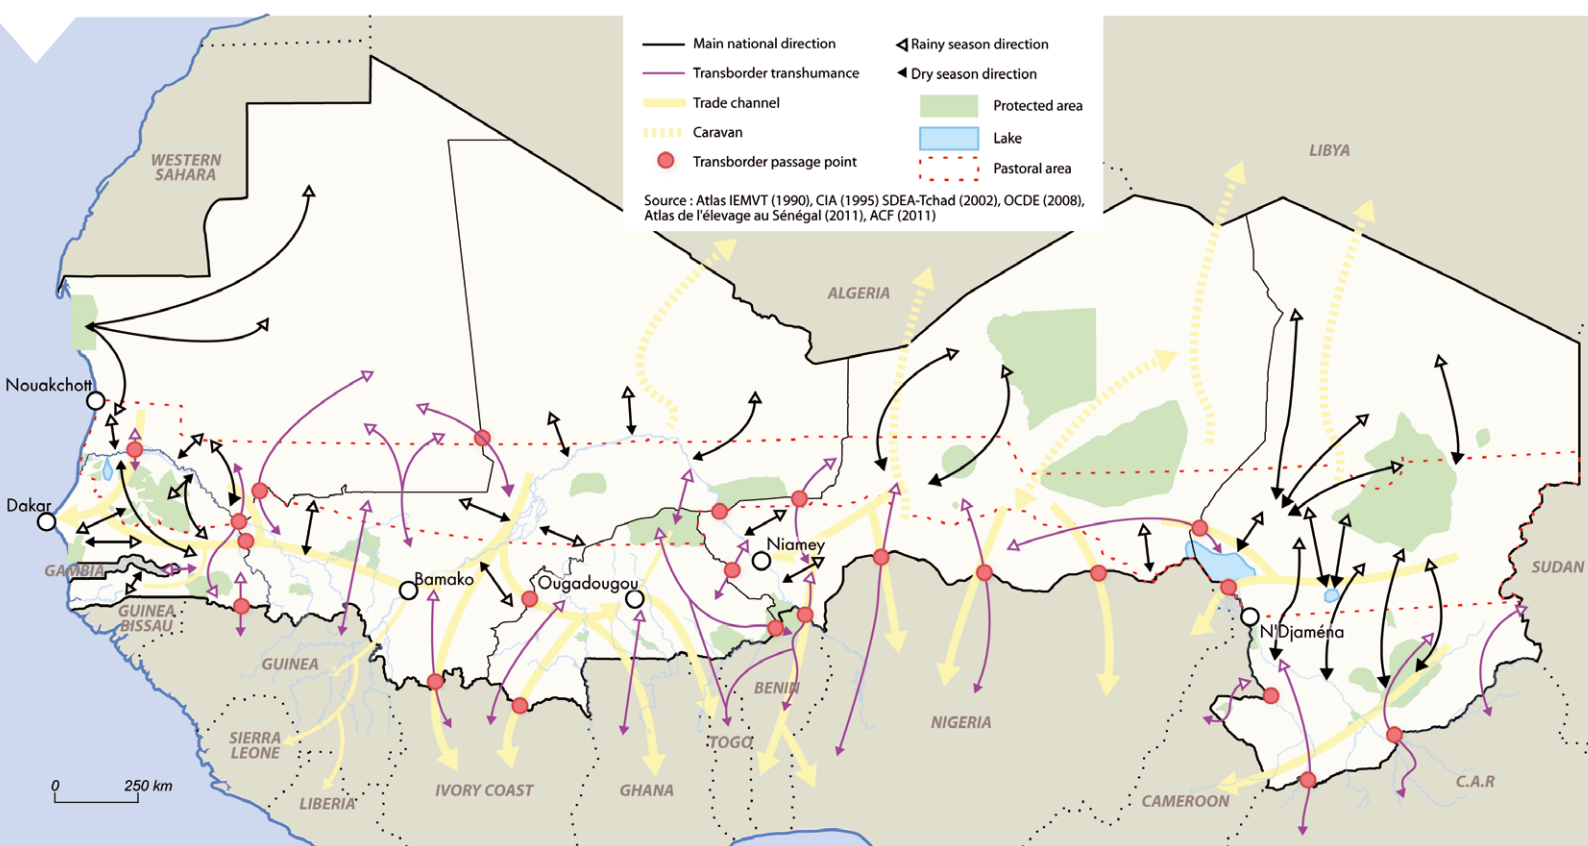 Main national direction
Rainy season direction
Transborder transhumance
Dry season direction
Trade channel
Protected area
Caravan
Lake
Transborder passage point
Pastoral area
Source : Atlas IEMVT (1990), CIA (1995) SDEA-Tchad (2002), OCDE (2008),
Atlas de l'élevage au Sénégal (2011), ACF (2011)
WESTERN
SAHARA
LIBYA
ALGERIA
Nouakchott
Dakar
GAMBIA
GUINEA
BISSAU
Bamako
Ougadougou
Niamey
SUDAN
N'Djaména
GUINEA
BENIN
NIGERIA
SIERRA
LEONE
TOGO
LIBERIA
IVORY COAST
GHANA
CAMEROON
C.A.R
0 250 km